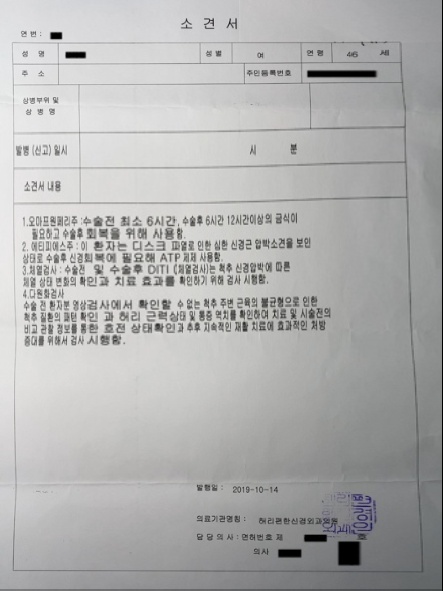 소 견 서
연 번 :
성 명 성 별 여 연 령 46 세
주 소 주민등록번호
상병부위 및
상 병 명
발병 (신고) 일시 시 분
소견서 내용
1.오마프원페리주 :수술전 최소 6시간, 수술후 6시간 12시간이상의 금식이
필요하고 수술후 회복을 위해 사용함.
2. 에티피에스주 : 이 환자는 디스크 파열로 인한 심한 신경근 압박소견을 보인
상태로 수술후 신경회복에 필요해 ATP 제제 사용함.
3.체열검사 : 수술전 및 수술후 DITI (체열검사)는 척추 신경압박에 따른
체열 상태 변화의 확인과 치료 효과를 확인하기 위해 검사 시행함.
4.다원화검사
수술 전 환자분 영상검사에서 확인할 수 없는 척추 주변 근육의 불균형으로 인한
척추 질환의 패턴 확인 과 허리 근력상태 및 통증 역치를 확인하여 치료 및 시술전의
비교 관찰 정보를 통한 호전 상태확인과 추후 지속적인 재활 치료에 효과적인 처방
증대를 위해서 검사 시행함.
발행일 : 2019-10-14
의료기관명칭 : 허리편한신경외과의원
담 당 의 사 : 면허번호 제 호
의사